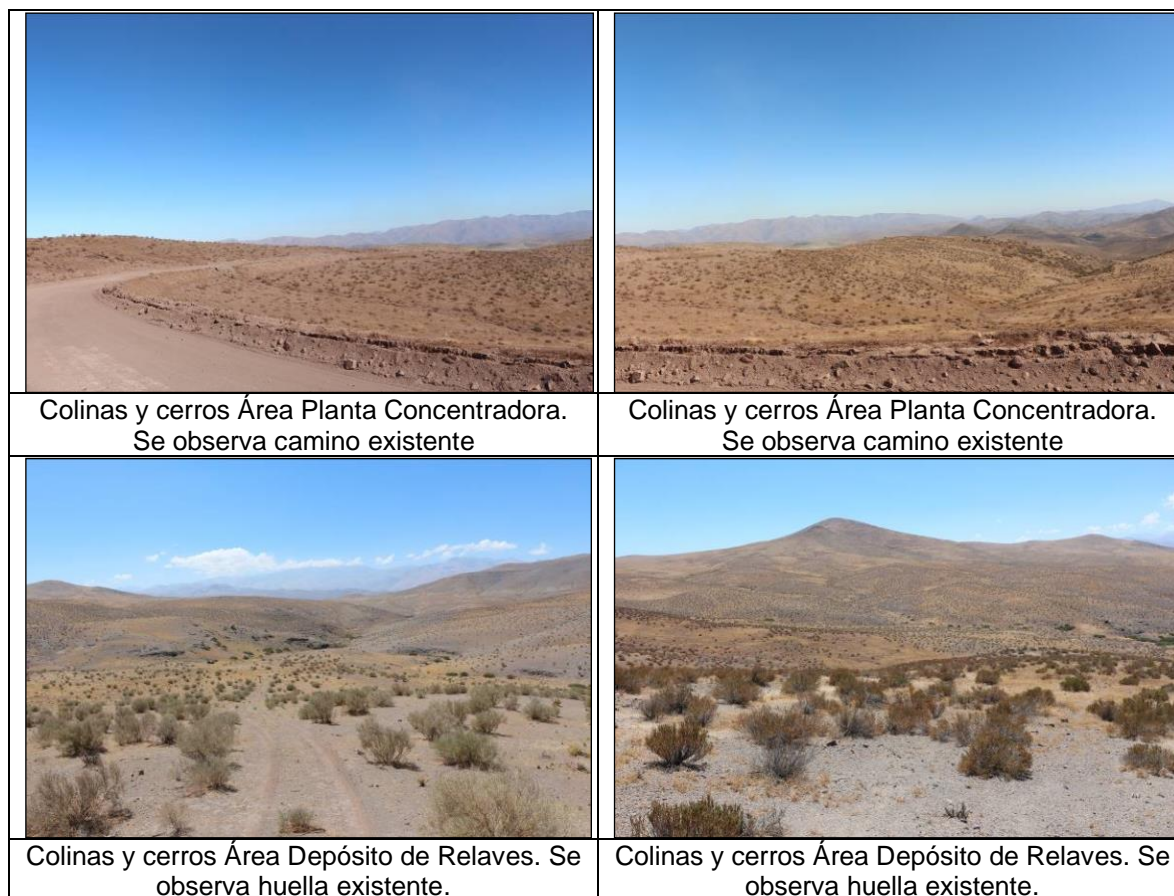 Colinas y cerros Área Planta Concentradora.
Se observa camino existente
Colinas y cerros Área Planta Concentradora.
Se observa camino existente
Colinas y cerros Área Depósito de Relaves. Se
observa huella existente.
Colinas y cerros Área Depósito de Relaves. Se
observa huella existente.